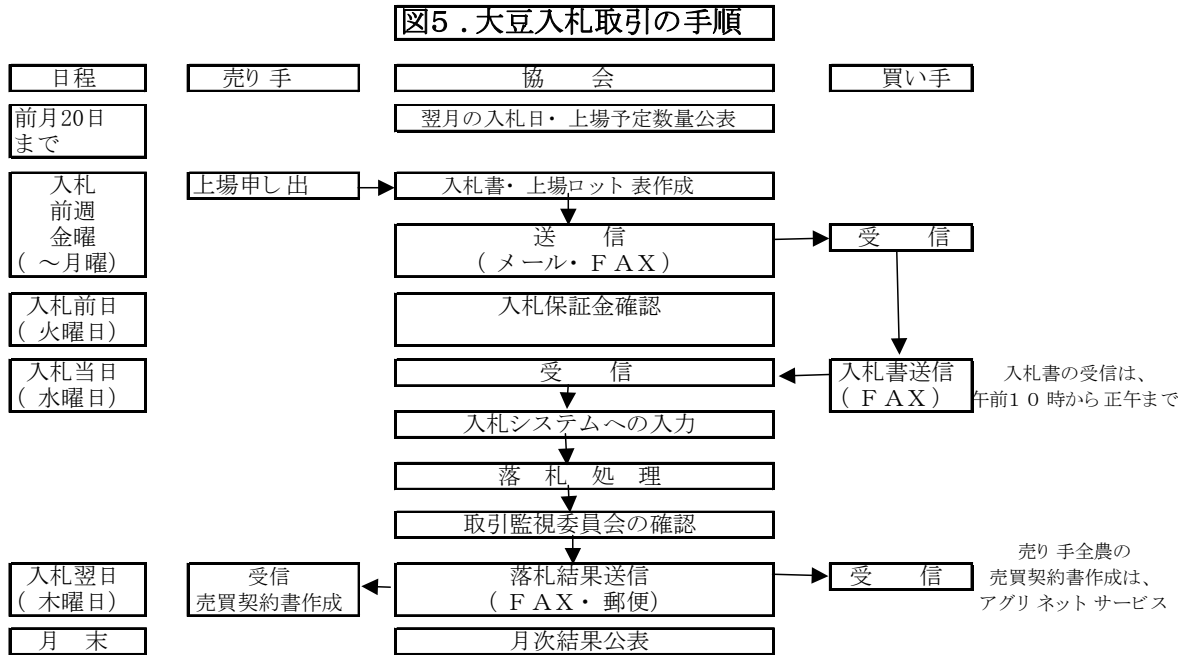 図5．大豆入札取引の手順
日程 売り手 協　会 買い手
前月20日
まで
翌月の入札日・上場予定数量公表
入札
前週
金曜
(～月曜)
上場申し出
入札書・上場ロット表作成
送　信
(メール・ＦＡＸ)
受　信
入札前日
(火曜日)
入札保証金確認
入札当日
(水曜日)
受　信
入札書送信
(ＦＡＸ)
入札書の受信は、
午前１０時から正午まで
入札システムへの入力
落　札　処　理
取引監視委員会の確認
入札翌日
(木曜日)
受信
売買契約書作成
落札結果送信
(ＦＡＸ・郵便)
受　信
売り手全農の
売買契約書作成は、
アグリネットサービス
月　末
月次結果公表